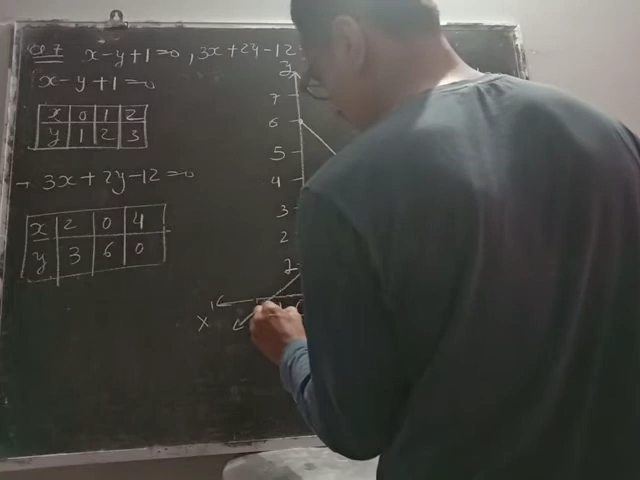 Q 7 x-y+1=0, 3x+2y-12=
x-y+1=0
x 0 1 2
y 1 2 3
→ 3x+2y-12=0
x 2 0 4
y 3 6 0
7
6
5
4
3
2
X